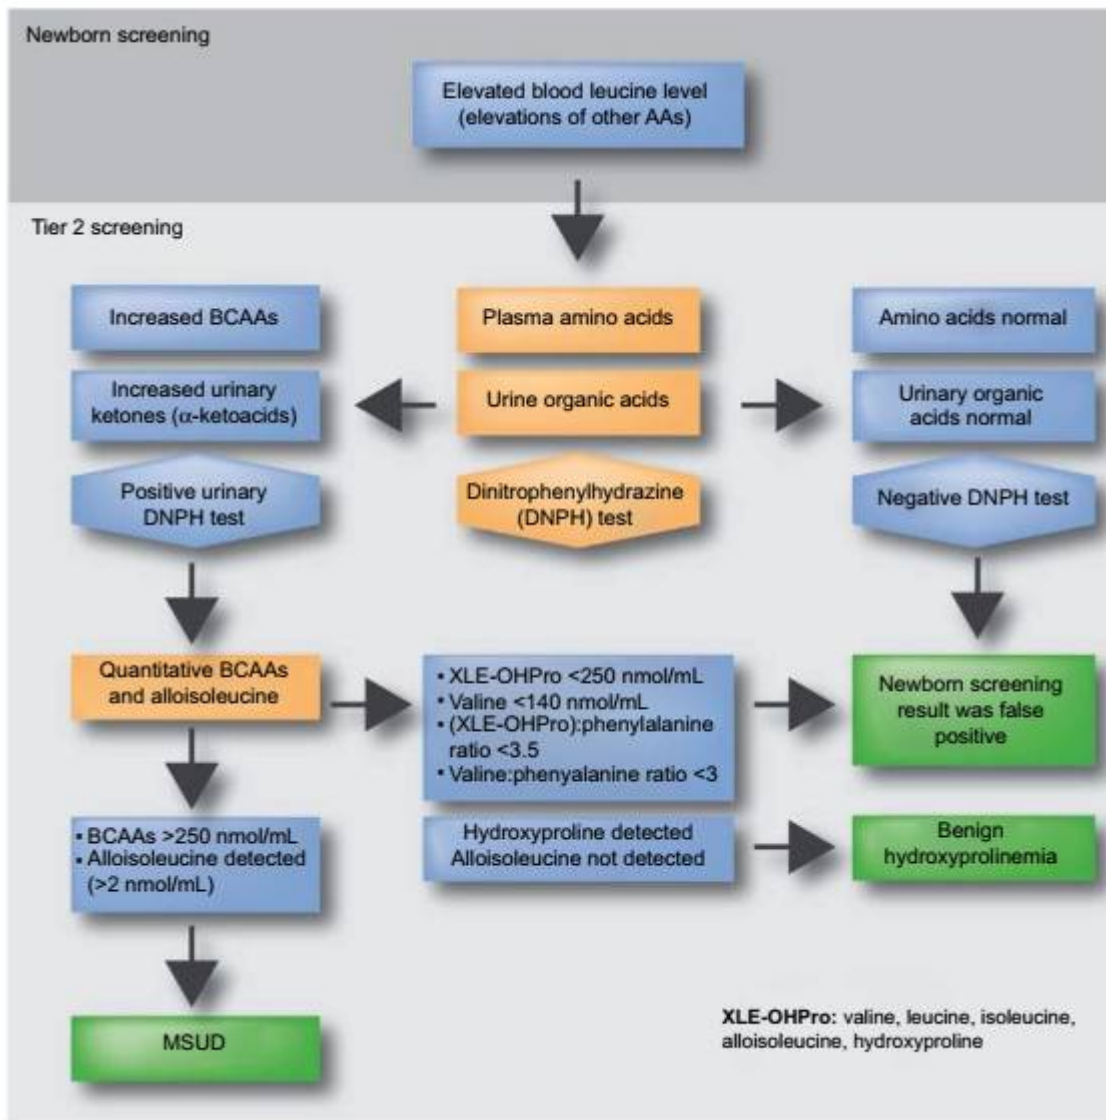 Newborn screening
Elevated blood leucine level
(elevations of other AAs)
Tier 2 screening
Increased BCAAs
Plasma amino acids
Amino acids normal
Increased urinary
ketones (α-ketoacids)
Urine organic acids
Urinary organic
acids normal
Positive urinary
DNPH test
Dinitrophenylhydrazine
(DNPH) test
Negative DNPH test
Quantitative BCAAs
and alloisoleucine
▪ XLE-OHPro <250 nmol/mL
▪ Valine <140 nmol/mL
▪ (XLE-OHPro):phenylalanine
ratio <3.5
▪ Valine:phenyalanine ratio <3
Newborn screening
result was false
positive
▪ BCAAs >250 nmol/mL
▪ Alloisoleucine detected
(>2 nmol/mL)
Hydroxyproline detected
Alloisoleucine not detected
Benign
hydroxyprolinemia
MSUD
XLE-OHPro: valine, leucine, isoleucine,
alloisoleucine, hydroxyproline